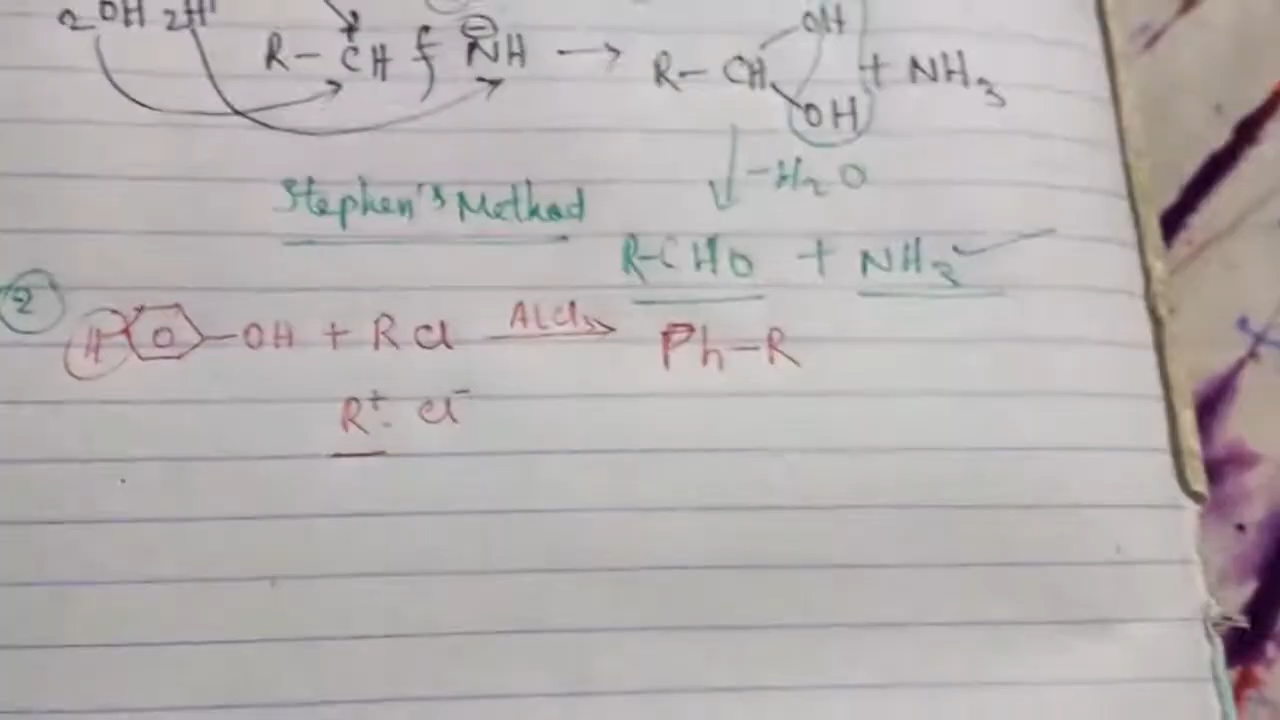 2OH 2H⁺
R-CH NH⊖ → R-CH OH OH + NH₃
-H₂O
Stephen's Method
R-CHO + NH₃
2
H OH + RCl AlCl₃ → Ph-R
R⁺ Cl⁻